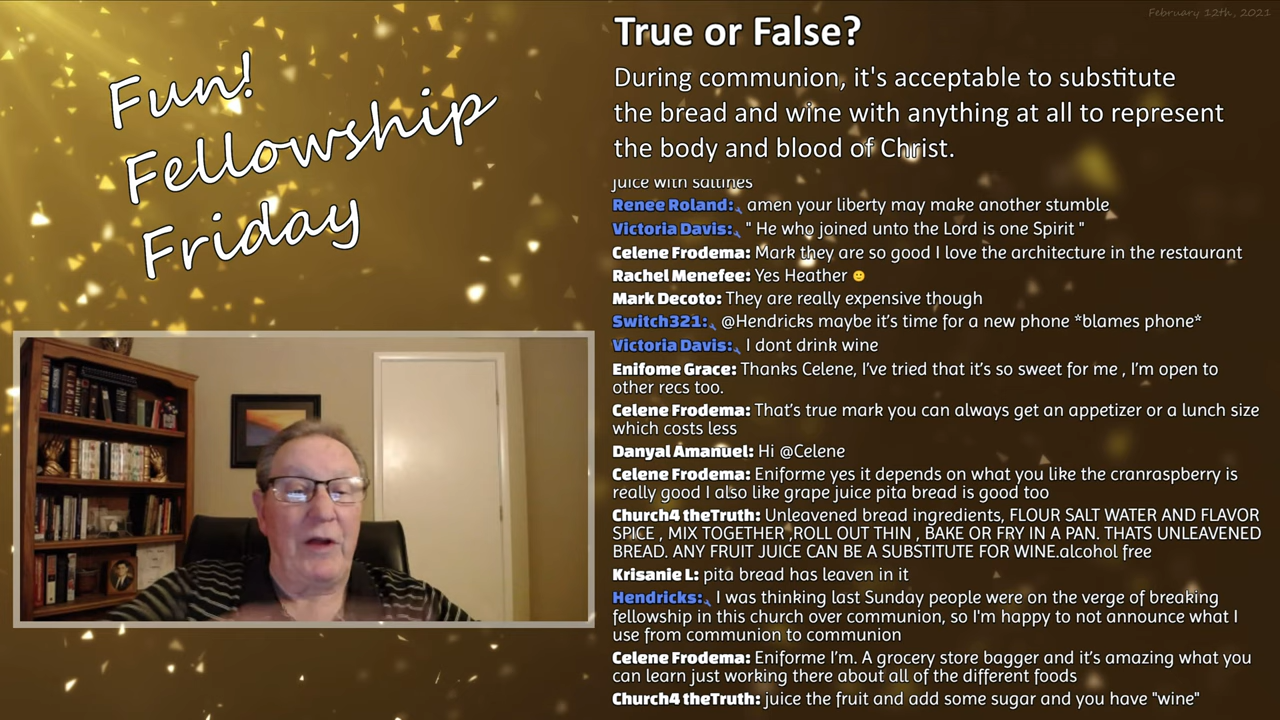 February 12th, 2021
Fun!
Fellowship
Friday
True or False?
During communion, it's acceptable to substitute
the bread and wine with anything at all to represent
the body and blood of Christ.
juice with saltines
Renee Roland: amen your liberty may make another stumble
Victoria Davis: " He who joined unto the Lord is one Spirit "
Celene Frodema: Mark they are so good I love the architecture in the restaurant
Rachel Menefee: Yes Heather 🙂
Mark Decoto: They are really expensive though
Switch321: @Hendricks maybe it's time for a new phone *blames phone*
Victoria Davis: I dont drink wine
Enifome Grace: Thanks Celene, I've tried that it's so sweet for me , I'm open to
other recs too.
Celene Frodema: That's true mark you can always get an appetizer or a lunch size
which costs less
Danyal Amanuel: Hi @Celene
Celene Frodema: Eniforme yes it depends on what you like the cranraspberry is
really good I also like grape juice pita bread is good too
Church4 theTruth: Unleavened bread ingredients, FLOUR SALT WATER AND FLAVOR
SPICE , MIX TOGETHER ,ROLL OUT THIN , BAKE OR FRY IN A PAN. THATS UNLEAVENED
BREAD. ANY FRUIT JUICE CAN BE A SUBSTITUTE FOR WINE.alcohol free
Krisanie L: pita bread has leaven in it
Hendricks: I was thinking last Sunday people were on the verge of breaking
fellowship in this church over communion, so I'm happy to not announce what I
use from communion to communion
Celene Frodema: Eniforme I'm. A grocery store bagger and it's amazing what you
can learn just working there about all of the different foods
Church4 theTruth: juice the fruit and add some sugar and you have "wine"